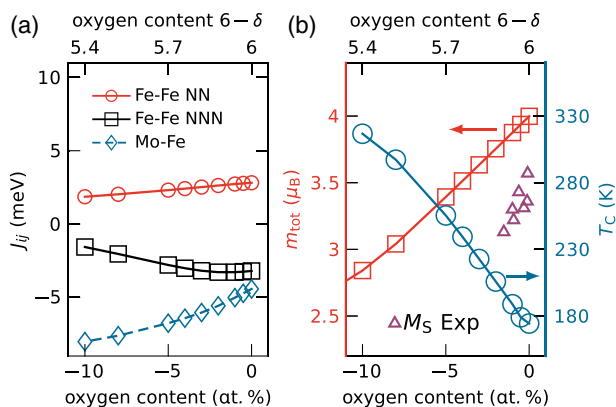 (a)
oxygen content 6−δ
5.4 5.7 6
10
5
0
−5
J_ij (meV)
Fe-Fe NN
Fe-Fe NNN
Mo-Fe
−10 −5 0
oxygen content (at. %)
(b)
oxygen content 6−δ
5.4 5.7 6
4
3.5
3
2.5
m_tot (μ_B)
M_S Exp
330
280
230
180
T_C (K)
−10 −5 0
oxygen content (at. %)